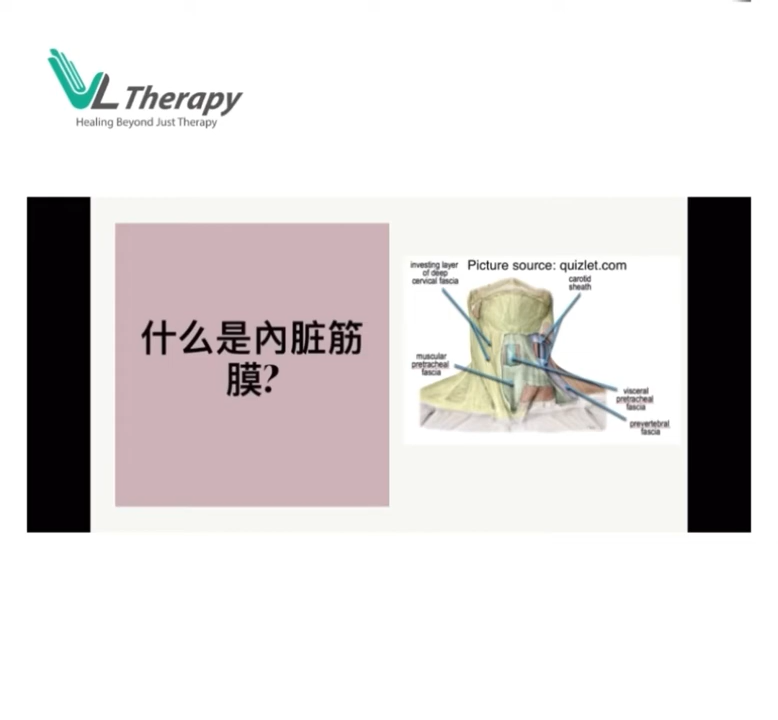 VL Therapy
Healing Beyond Just Therapy
什么是內脏筋
膜?
Picture source: quizlet.com
investing layer
of deep
cervical fascia
carotid
sheath
muscular
pretracheal
fascia
visceral
pretracheal
fascia
prevertebral
fascia